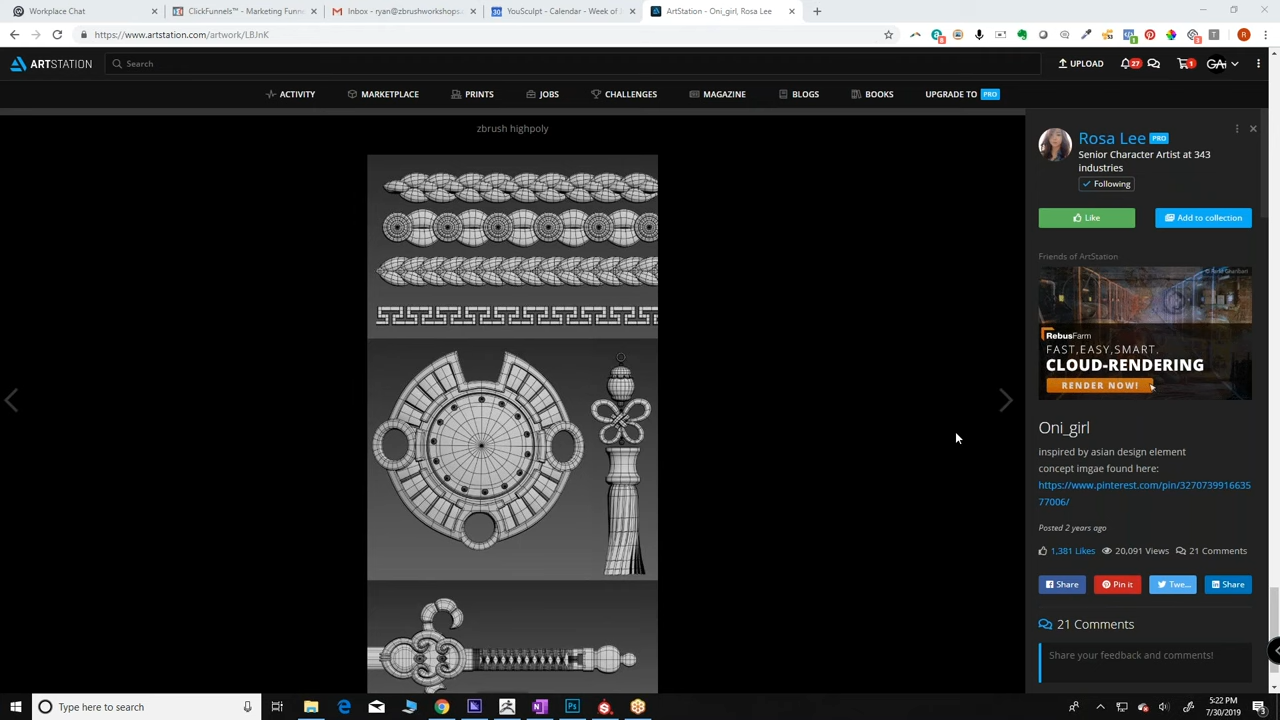 Workplace Chat
ClickFunnels™ - Marketing Funne
Inbox - ryan@zbrushworkshops.
YouSculpt - Calendar - Week of J
ArtStation - Oni_girl, Rosa Lee
https://www.artstation.com/artwork/LBJnK
ARTSTATION
Search
UPLOAD
27
1
ACTIVITY
MARKETPLACE
PRINTS
JOBS
CHALLENGES
MAGAZINE
BLOGS
BOOKS
UPGRADE TO PRO
zbrush highpoly
Rosa Lee PRO
Senior Character Artist at 343
industries
Following
Like
Add to collection
Friends of ArtStation
RebusFarm
FAST,EASY,SMART.
CLOUD-RENDERING
RENDER NOW!
Oni_girl
inspired by asian design element
concept imgae found here:
https://www.pinterest.com/pin/3270739916635
77006/
Posted 2 years ago
1,381 Likes 20,091 Views 21 Comments
Share
Pin it
Twe...
Share
21 Comments
Share your feedback and comments!
Type here to search
5:22 PM
7/30/2019